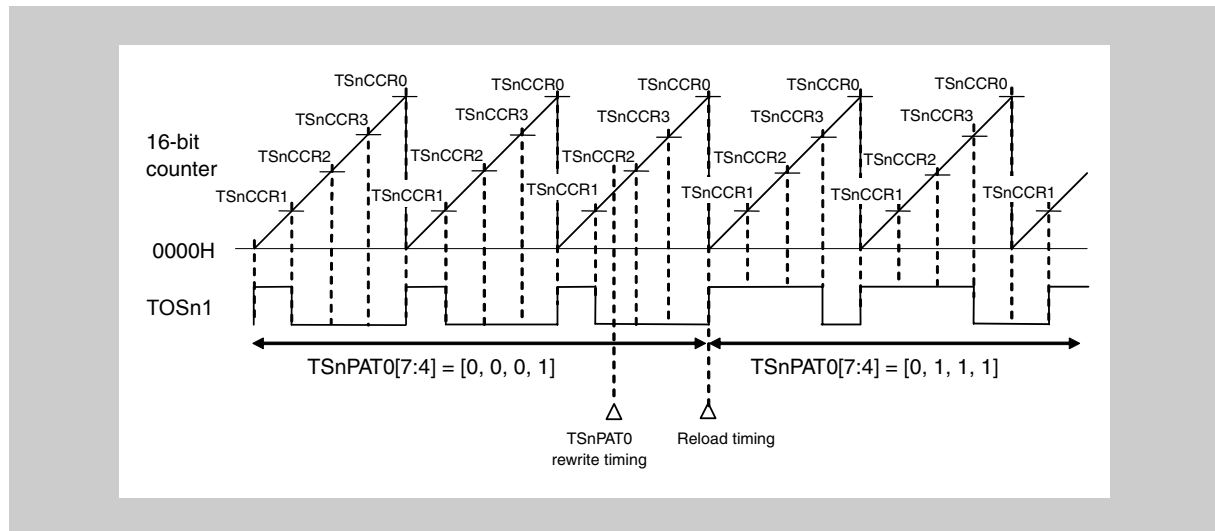 TSnCCR0 TSnCCR0 TSnCCR0 TSnCCR0 TSnCCR0
TSnCCR3 TSnCCR3 TSnCCR3 TSnCCR3 TSnCCR3
16-bit
counter
TSnCCR2 TSnCCR2 TSnCCR2 TSnCCR2 TSnCCR2
TSnCCR1 TSnCCR1 TSnCCR1 TSnCCR1 TSnCCR1 TSnCCR1
0000H
TOSn1
TSnPAT0[7:4] = [0, 0, 0, 1] TSnPAT0[7:4] = [0, 1, 1, 1]
TSnPAT0
rewrite timing
Reload timing